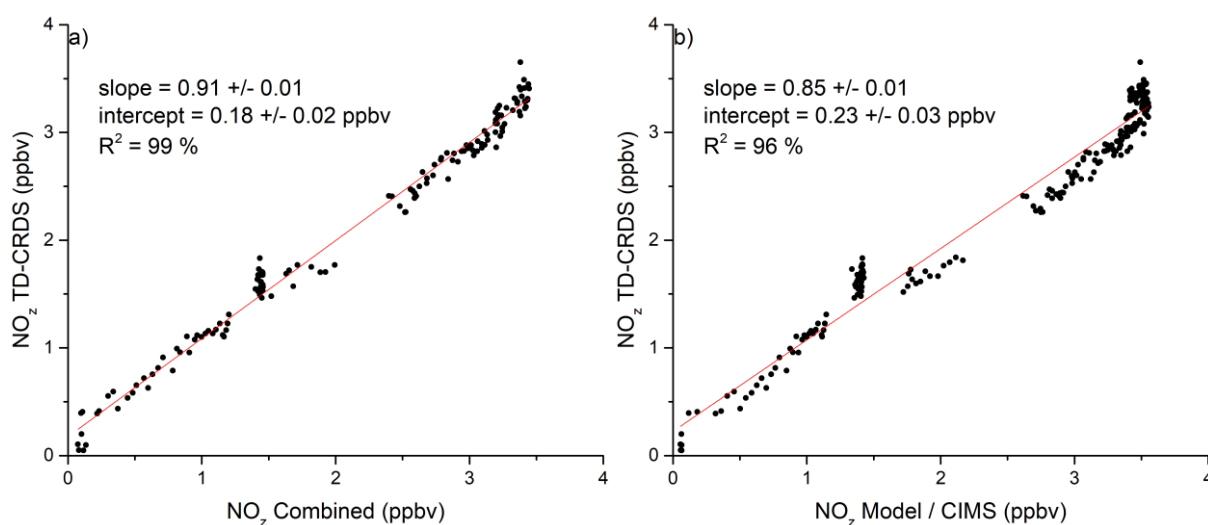 a)
slope = 0.91 +/- 0.01
intercept = 0.18 +/- 0.02 ppbv
R² = 99 %
NOz TD-CRDS (ppbv)
4
3
2
1
0
0 1 2 3 4
NOz Combined (ppbv)
b)
slope = 0.85 +/- 0.01
intercept = 0.23 +/- 0.03 ppbv
R² = 96 %
NOz TD-CRDS (ppbv)
4
3
2
1
0
0 1 2 3 4
NOz Model / CIMS (ppbv)